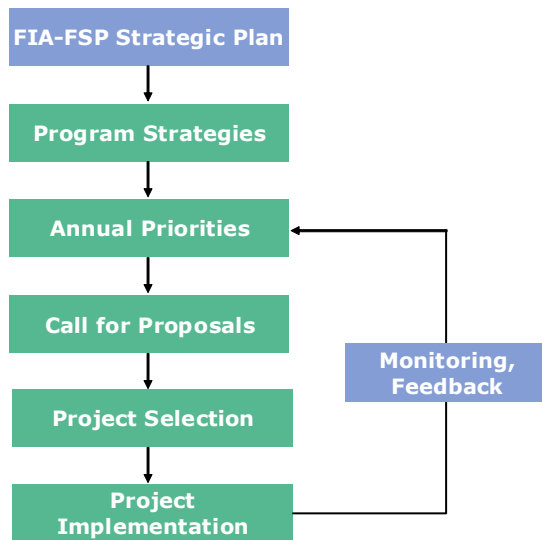 FIA-FSP Strategic Plan
Program Strategies
Annual Priorities
Call for Proposals
Monitoring,
Feedback
Project Selection
Project
Implementation